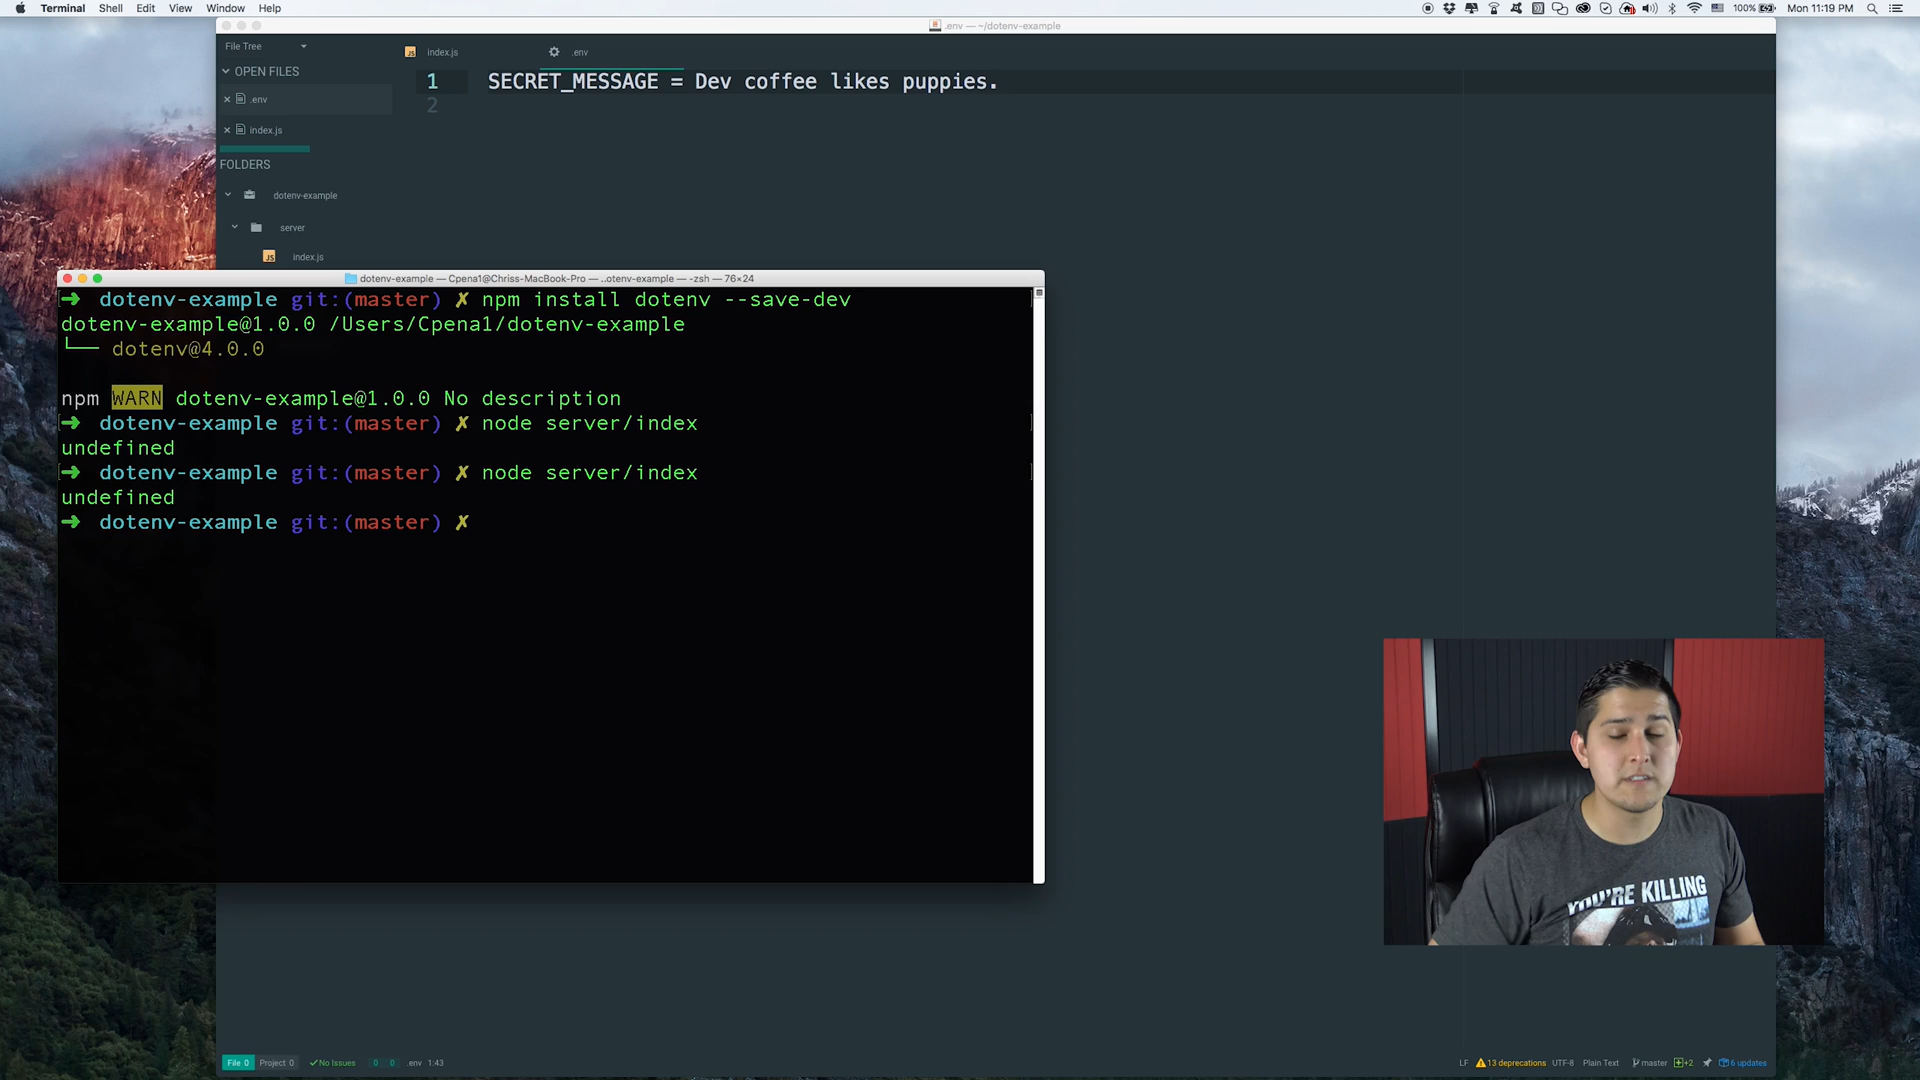 Terminal Shell Edit View Window Help 100% Mon 11:19 PM
.env — ~/dotenv-example
File Tree
index.js
.env
OPEN FILES
.env
index.js
FOLDERS
dotenv-example
server
index.js
1 SECRET_MESSAGE = Dev coffee likes puppies.
2
dotenv-example — Cpena1@Chriss-MacBook-Pro — ..otenv-example — -zsh — 76×24
➜ dotenv-example git:(master) ✗ npm install dotenv --save-dev
dotenv-example@1.0.0 /Users/Cpena1/dotenv-example
└── dotenv@4.0.0
npm WARN dotenv-example@1.0.0 No description
➜ dotenv-example git:(master) ✗ node server/index
undefined
➜ dotenv-example git:(master) ✗ node server/index
undefined
➜ dotenv-example git:(master) ✗
YOU'RE KILLING
File 0 Project 0 No Issues 0 0 .env 1:43
LF 13 deprecations UTF-8 Plain Text master +2 6 updates